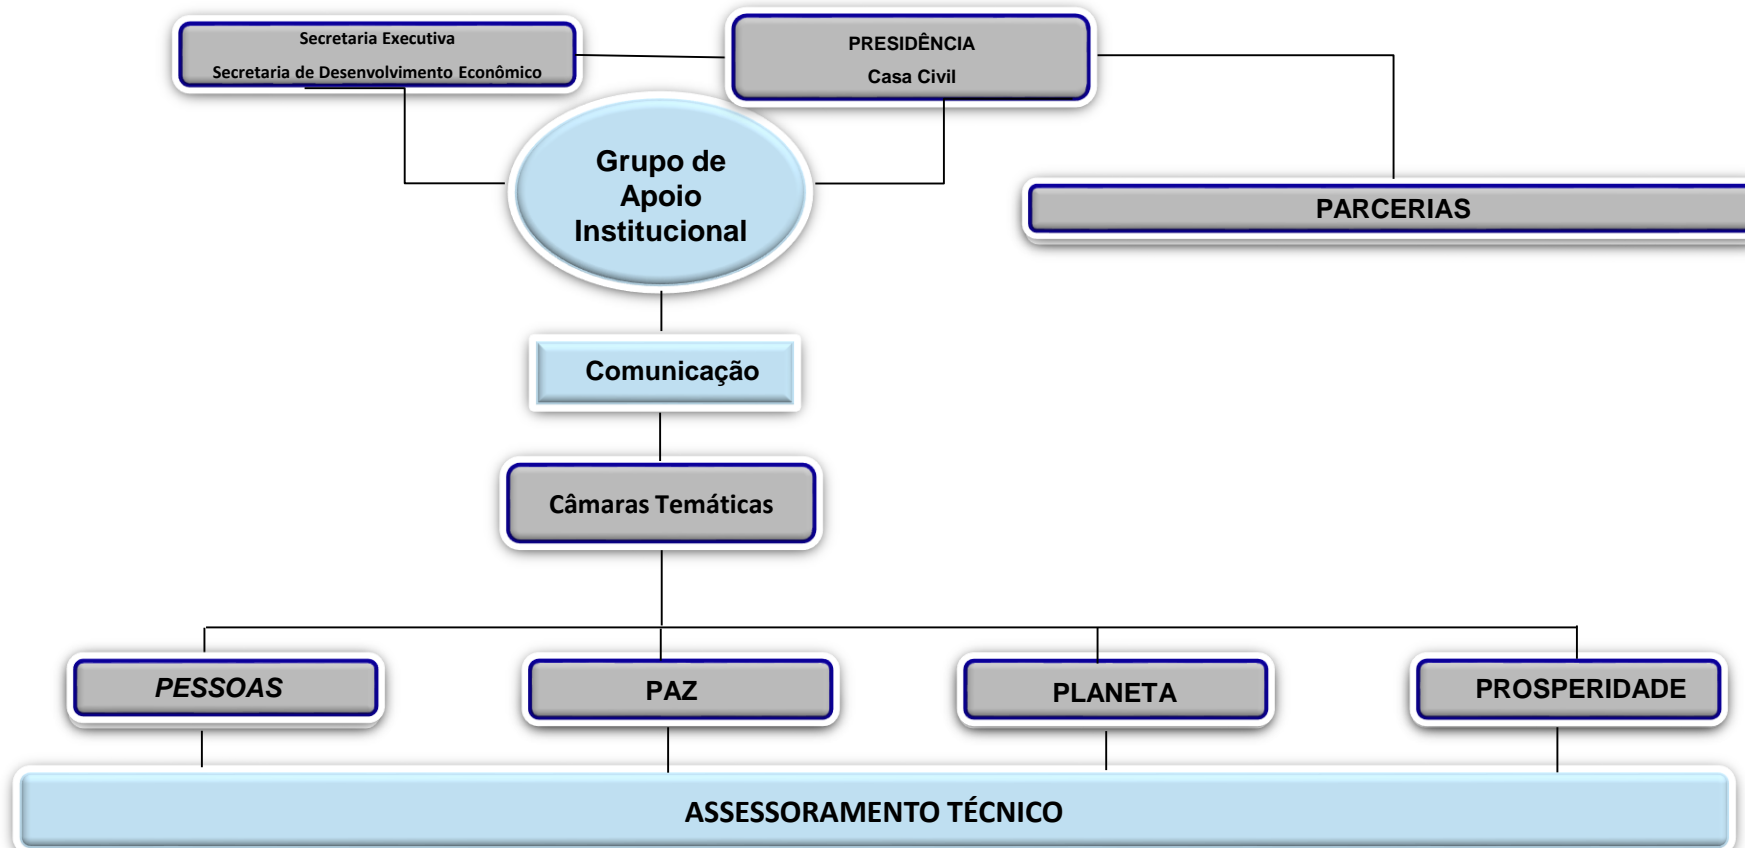 Secretaria Executiva
Secretaria de Desenvolvimento Econômico
PRESIDÊNCIA
Casa Civil
Grupo de
Apoio
Institucional
PARCERIAS
Comunicação
Câmaras Temáticas
PESSOAS
PAZ
PLANETA
PROSPERIDADE
ASSESSORAMENTO TÉCNICO